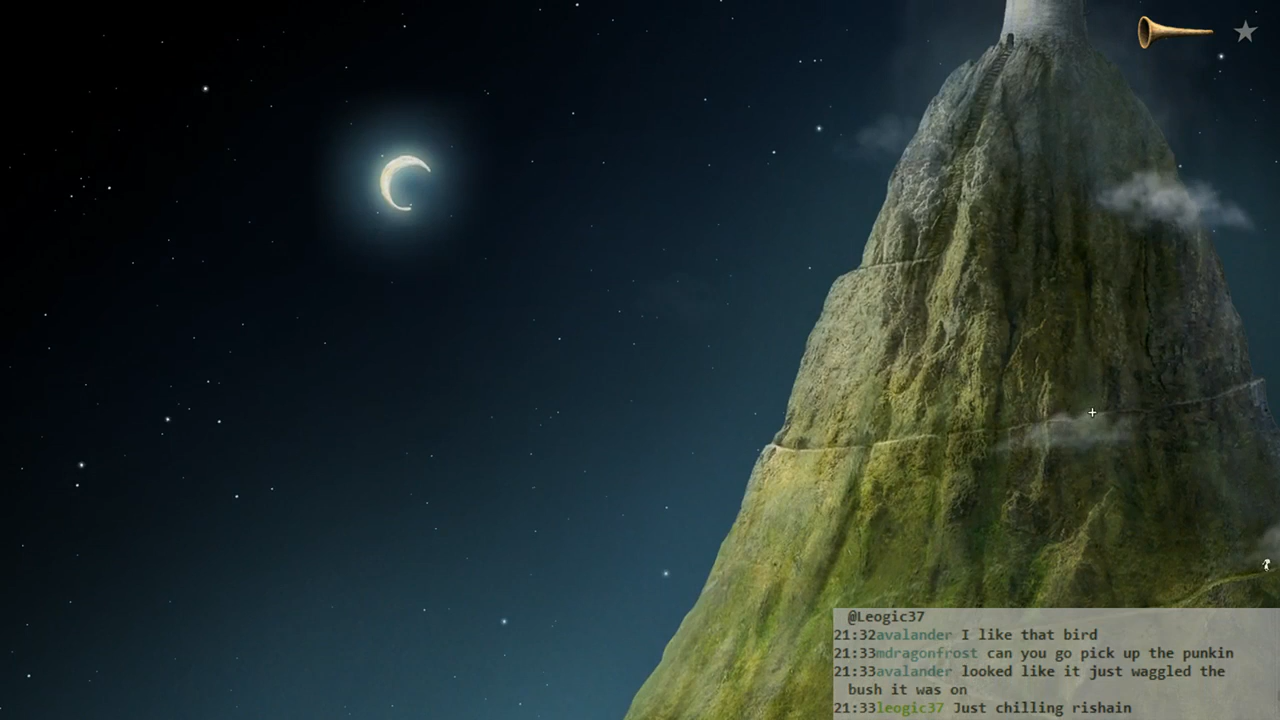 @Leogic37
21:32avalander I like that bird
21:33mdragonfrost can you go pick up the punkin
21:33avalander looked like it just waggled the
bush it was on
21:33leogic37 Just chilling rishain